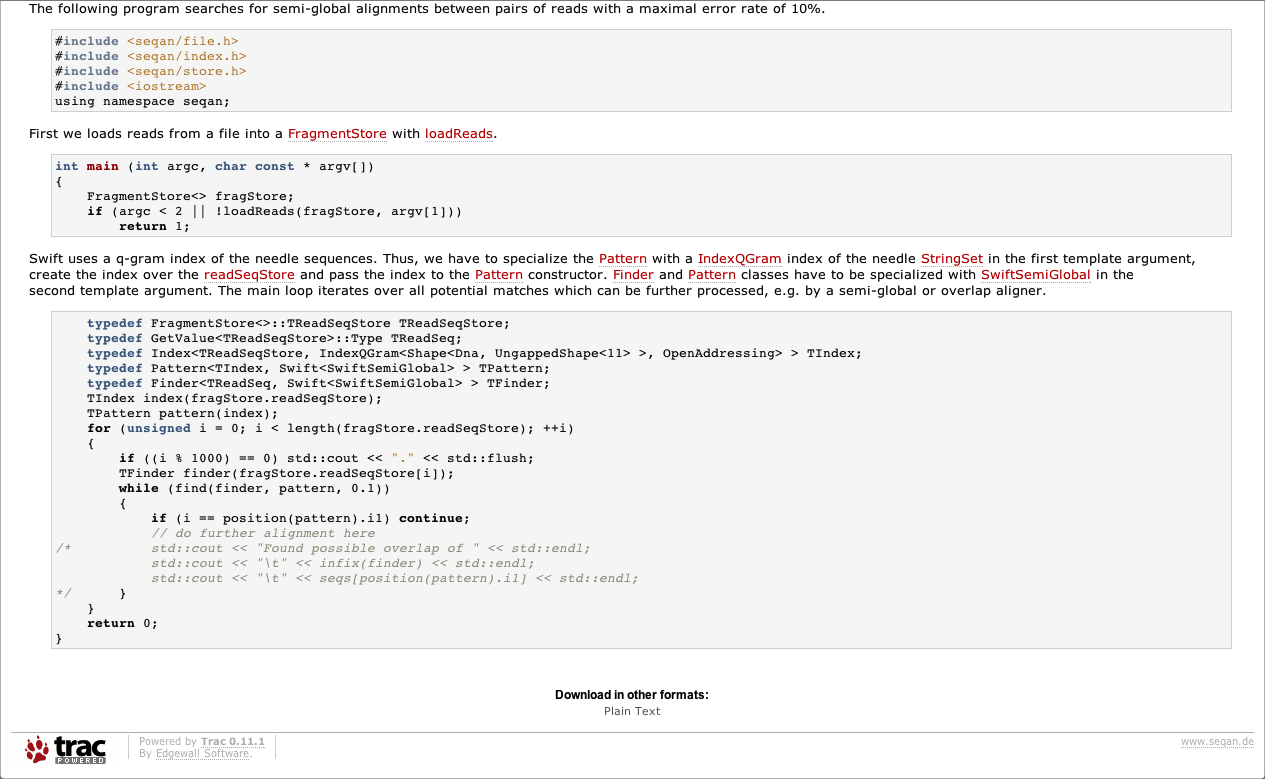 The following program searches for semi-global alignments between pairs of reads with a maximal error rate of 10%.
#include <seqan/file.h>
#include <seqan/index.h>
#include <seqan/store.h>
#include <iostream>
using namespace seqan;
First we loads reads from a file into a FragmentStore with loadReads.
int main (int argc, char const * argv[])
{
    FragmentStore<> fragStore;
    if (argc < 2 || !loadReads(fragStore, argv[1]))
        return 1;
Swift uses a q-gram index of the needle sequences. Thus, we have to specialize the Pattern with a IndexQGram index of the needle StringSet in the first template argument,
create the index over the readSeqStore and pass the index to the Pattern constructor. Finder and Pattern classes have to be specialized with SwiftSemiGlobal in the
second template argument. The main loop iterates over all potential matches which can be further processed, e.g. by a semi-global or overlap aligner.
    typedef FragmentStore<>::TReadSeqStore TReadSeqStore;
    typedef GetValue<TReadSeqStore>::Type TReadSeq;
    typedef Index<TReadSeqStore, IndexQGram<Shape<Dna, UngappedShape<11> >, OpenAddressing> > TIndex;
    typedef Pattern<TIndex, Swift<SwiftSemiGlobal> > TPattern;
    typedef Finder<TReadSeq, Swift<SwiftSemiGlobal> > TFinder;
    TIndex index(fragStore.readSeqStore);
    TPattern pattern(index);
    for (unsigned i = 0; i < length(fragStore.readSeqStore); ++i)
    {
        if ((i % 1000) == 0) std::cout << "." << std::flush;
        TFinder finder(fragStore.readSeqStore[i]);
        while (find(finder, pattern, 0.1))
        {
            if (i == position(pattern).i1) continue;
            // do further alignment here
/*          std::cout << "Found possible overlap of " << std::endl;
            std::cout << "\t" << infix(finder) << std::endl;
            std::cout << "\t" << seqs[position(pattern).i1] << std::endl;
*/      }
    }
    return 0;
}
Download in other formats:
Plain Text
trac
POWERED
Powered by Trac 0.11.1
By Edgewall Software.
www.seqan.de